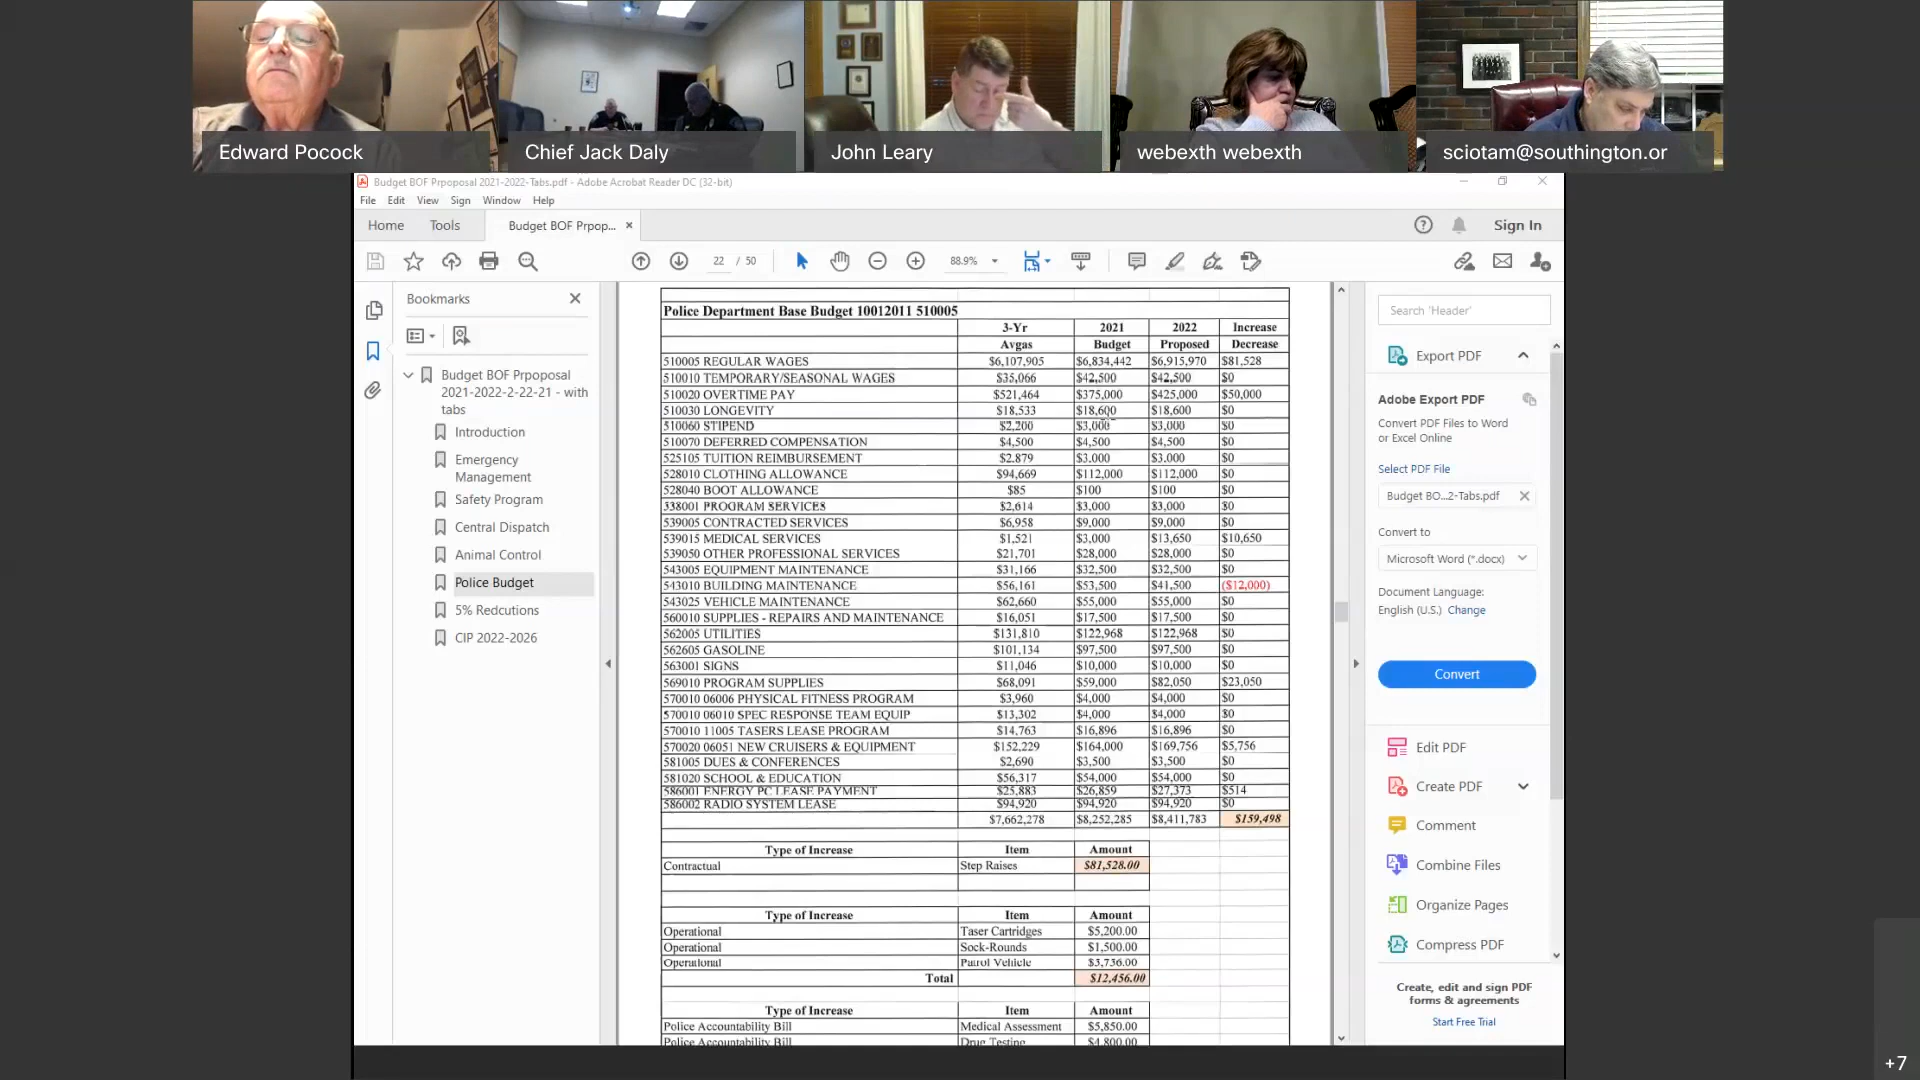 Edward Pocock
Chief Jack Daly
John Leary
webexth webexth
sciotam@southington.or
Budget BOF Prpoposal 2021-2022-Tabs.pdf - Adobe Acrobat Reader DC (32-bit)
File Edit View Sign Window Help
Home Tools Budget BOF Prpop... × Sign In
22 / 50 88.9%
Bookmarks
Budget BOF Prpoposal
2021-2022-2-22-21 - with
tabs
Introduction
Emergency
Management
Safety Program
Central Dispatch
Animal Control
Police Budget
5% Redcutions
CIP 2022-2026
Police Department Base Budget 10012011 510005
3-Yr 2021 2022 Increase
Avgas Budget Proposed Decrease
510005 REGULAR WAGES $6,107,905 $6,834,442 $6,915,970 $81,528
510010 TEMPORARY/SEASONAL WAGES $35,066 $42,500 $42,500 $0
510020 OVERTIME PAY $521,464 $375,000 $425,000 $50,000
510030 LONGEVITY $18,533 $18,600 $18,600 $0
510060 STIPEND $2,200 $3,000 $3,000 $0
510070 DEFERRED COMPENSATION $4,500 $4,500 $4,500 $0
525105 TUITION REIMBURSEMENT $2,879 $3,000 $3,000 $0
528010 CLOTHING ALLOWANCE $94,669 $112,000 $112,000 $0
528040 BOOT ALLOWANCE $85 $100 $100 $0
538001 PROGRAM SERVICES $2,614 $3,000 $3,000 $0
539005 CONTRACTED SERVICES $6,958 $9,000 $9,000 $0
539015 MEDICAL SERVICES $1,521 $3,000 $13,650 $10,650
539050 OTHER PROFESSIONAL SERVICES $21,701 $28,000 $28,000 $0
543005 EQUIPMENT MAINTENANCE $31,166 $32,500 $32,500 $0
543010 BUILDING MAINTENANCE $56,161 $53,500 $41,500 ($12,000)
543025 VEHICLE MAINTENANCE $62,660 $55,000 $55,000 $0
560010 SUPPLIES - REPAIRS AND MAINTENANCE $16,051 $17,500 $17,500 $0
562005 UTILITIES $131,810 $122,968 $122,968 $0
562605 GASOLINE $101,134 $97,500 $97,500 $0
563001 SIGNS $11,046 $10,000 $10,000 $0
569010 PROGRAM SUPPLIES $68,091 $59,000 $82,050 $23,050
570010 06006 PHYSICAL FITNESS PROGRAM $3,960 $4,000 $4,000 $0
570010 06010 SPEC RESPONSE TEAM EQUIP $13,302 $4,000 $4,000 $0
570010 11005 TASERS LEASE PROGRAM $14,763 $16,896 $16,896 $0
570020 06051 NEW CRUISERS & EQUIPMENT $152,229 $164,000 $169,756 $5,756
581005 DUES & CONFERENCES $2,690 $3,500 $3,500 $0
581020 SCHOOL & EDUCATION $56,317 $54,000 $54,000 $0
586001 ENERGY PC LEASE PAYMENT $25,883 $26,859 $27,373 $514
586002 RADIO SYSTEM LEASE $94,920 $94,920 $94,920 $0
$7,662,278 $8,252,285 $8,411,783 $159,498
Type of Increase Item Amount
Contractual Step Raises $81,528.00
Type of Increase Item Amount
Operational Taser Cartridges $5,200.00
Operational Sock-Rounds $1,500.00
Operational Patrol Vehicle
Total $12,456.00
Type of Increase Item Amount
Police Accountability Bill Medical Assessment $5,850.00
Police Accountability Bill Drug Testing $4,800.00
Search 'Header'
Export PDF
Adobe Export PDF
Convert PDF Files to Word
or Excel Online
Select PDF File
Budget BO...2-Tabs.pdf ×
Convert to
Microsoft Word (*.docx)
Document Language:
English (U.S.) Change
Convert
Edit PDF
Create PDF
Comment
Combine Files
Organize Pages
Compress PDF
Create, edit and sign PDF
forms & agreements
Start Free Trial
+7